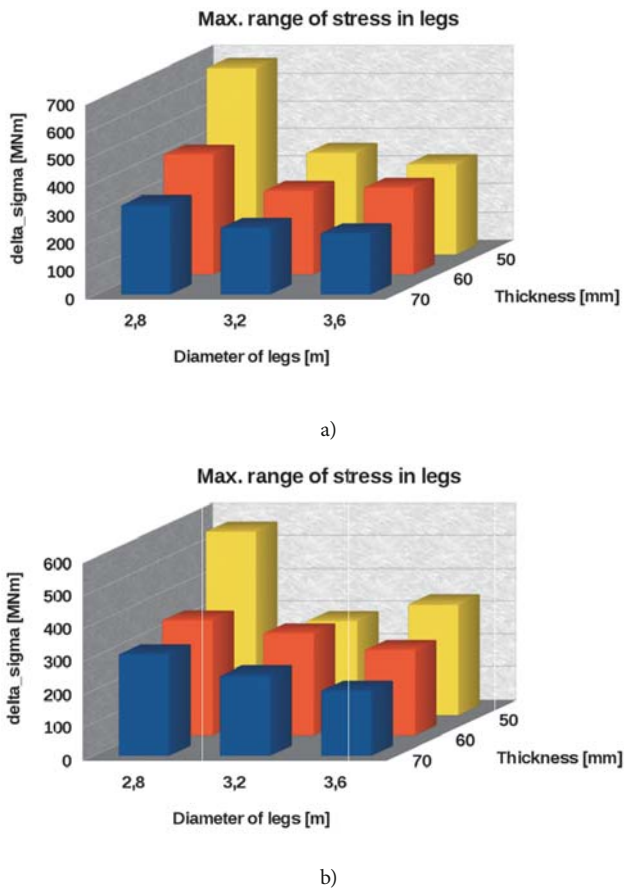 Max. range of stress in legs
700
600
500
400
300
200
100
0
delta_sigma [MNm]
2,8
3,2
3,6
Diameter of legs [m]
70
60
50
Thickness [mm]
a)
Max. range of stress in legs
600
500
400
300
200
100
0
delta_sigma [MNm]
2,8
3,2
3,6
Diameter of legs [m]
70
60
50
Thickness [mm]
b)